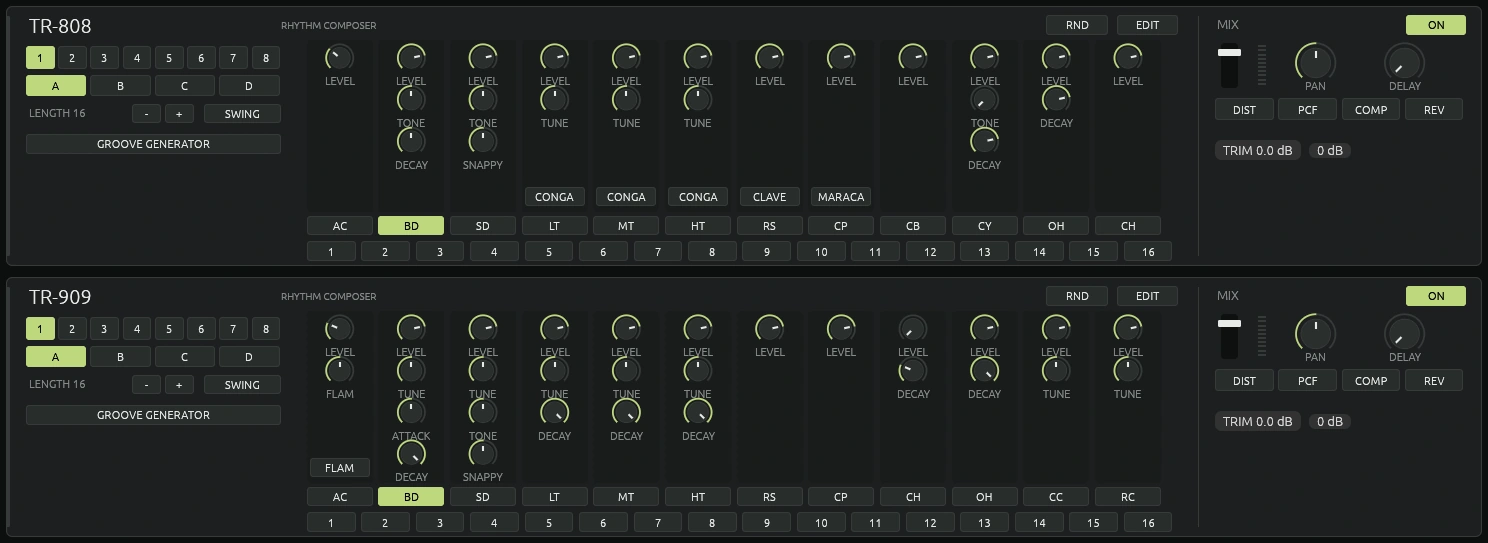 TR-808 RHYTHM COMPOSER RND EDIT MIX ON
1 2 3 4 5 6 7 8
LEVEL LEVEL LEVEL LEVEL LEVEL LEVEL LEVEL LEVEL LEVEL LEVEL LEVEL LEVEL
A B C D PAN DELAY
LENGTH 16 - + SWING DIST PCF COMP REV
TONE TONE TUNE TUNE TUNE TONE DECAY
GROOVE GENERATOR
TRIM 0.0 dB 0 dB
DECAY SNAPPY DECAY
CONGA CONGA CONGA CLAVE MARACA
AC BD SD LT MT HT RS CP CB CY OH CH
1 2 3 4 5 6 7 8 9 10 11 12 13 14 15 16
TR-909 RHYTHM COMPOSER RND EDIT MIX ON
1 2 3 4 5 6 7 8
LEVEL LEVEL LEVEL LEVEL LEVEL LEVEL LEVEL LEVEL LEVEL LEVEL LEVEL LEVEL
A B C D PAN DELAY
LENGTH 16 - + SWING DIST PCF COMP REV
FLAM TUNE TUNE TUNE TUNE TUNE DECAY DECAY TUNE TUNE
GROOVE GENERATOR
TRIM 0.0 dB 0 dB
ATTACK TONE DECAY DECAY DECAY
FLAM
DECAY SNAPPY
AC BD SD LT MT HT RS CP CH OH CC RC
1 2 3 4 5 6 7 8 9 10 11 12 13 14 15 16